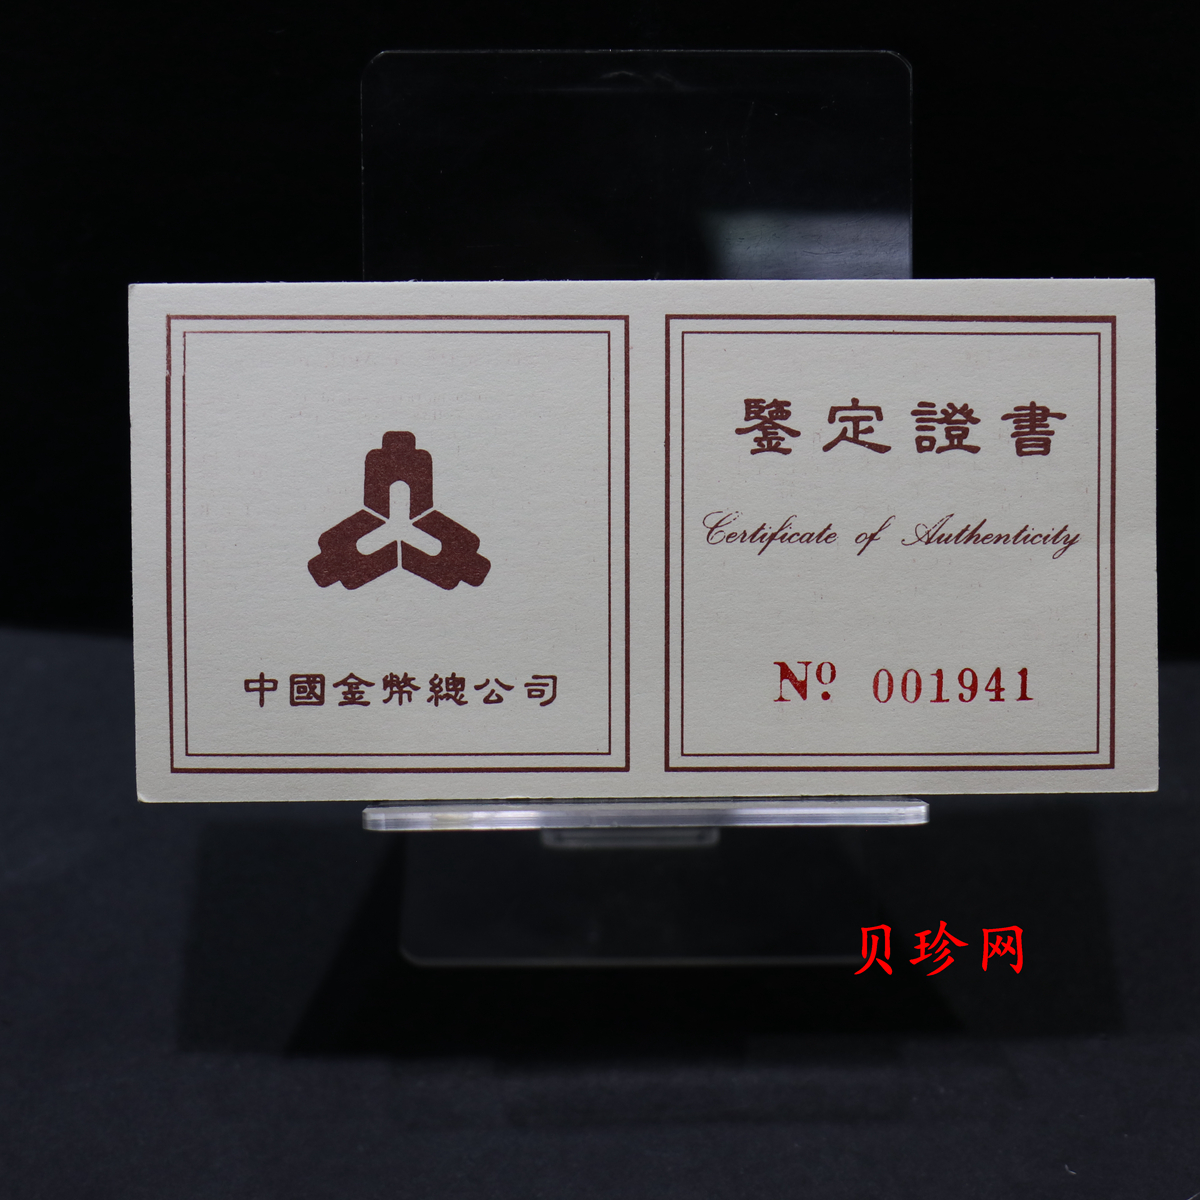 中國金幣總公司
鑒定證書
Certificate of Authenticity
Nº 001941
贝珍网